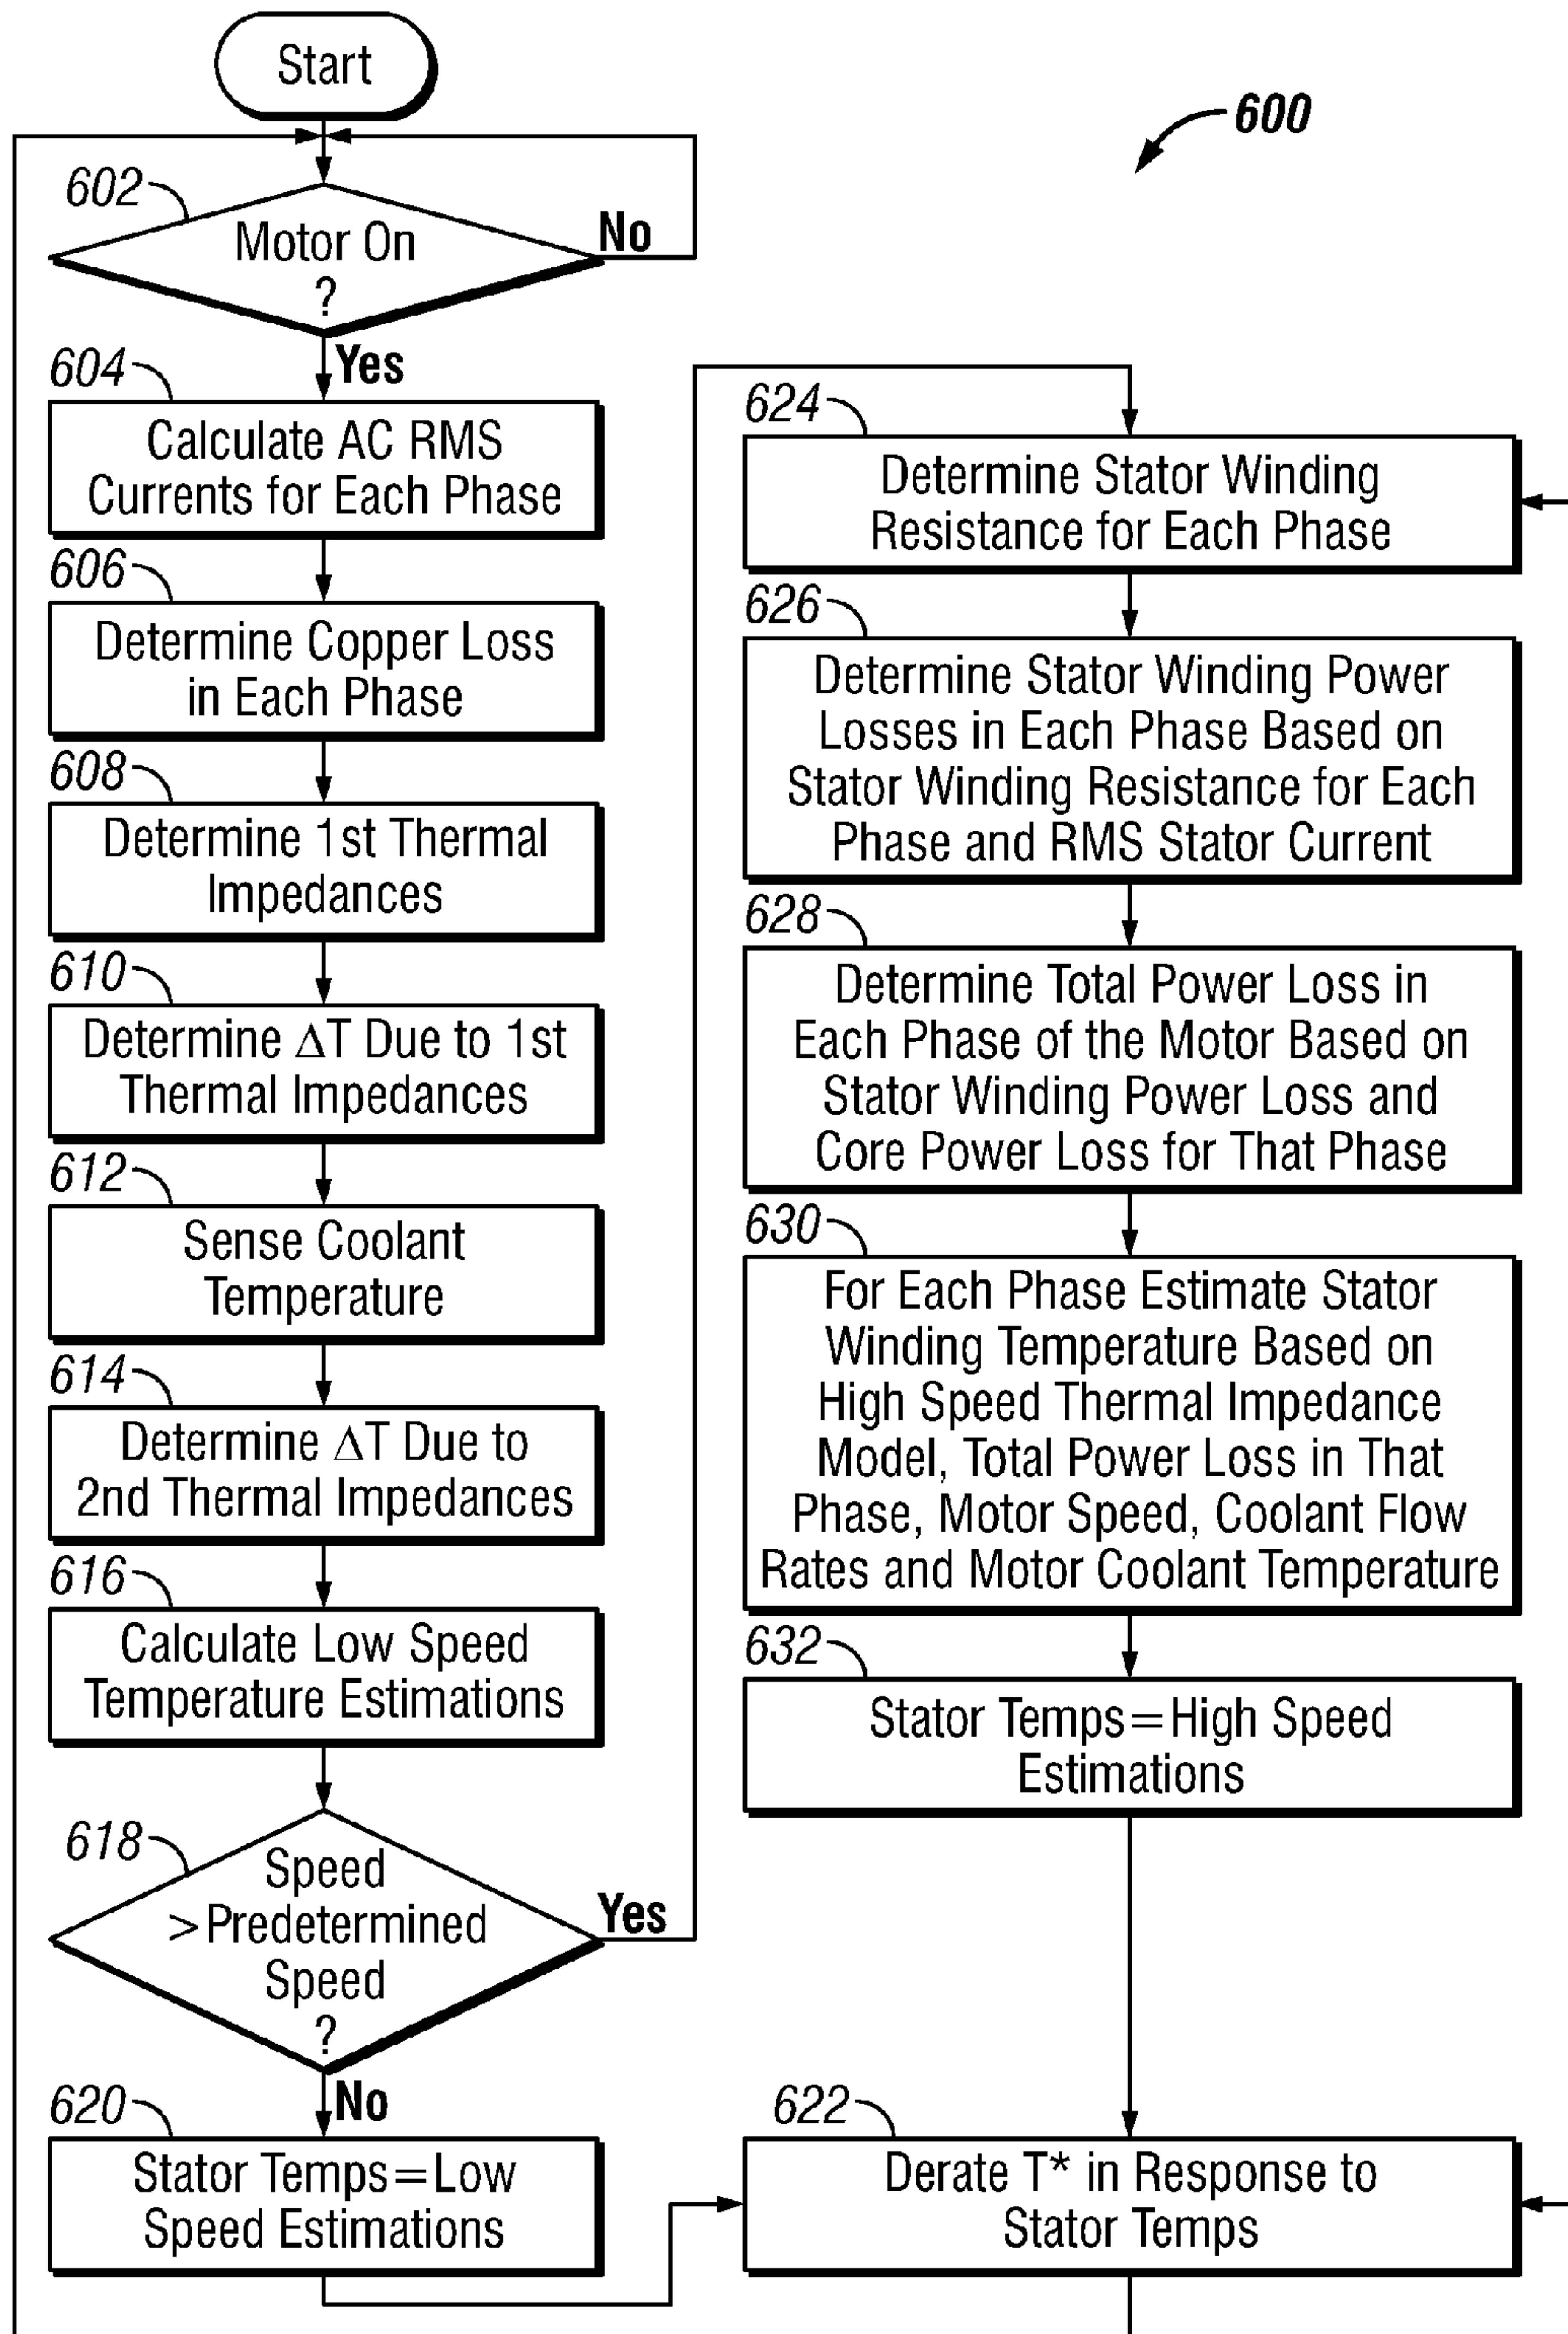 Start
600
602
Motor On
?
No
Yes
604
Calculate AC RMS
Currents for Each Phase
606
Determine Copper Loss
in Each Phase
608
Determine 1st Thermal
Impedances
610
Determine ΔT Due to 1st
Thermal Impedances
612
Sense Coolant
Temperature
614
Determine ΔT Due to
2nd Thermal Impedances
616
Calculate Low Speed
Temperature Estimations
618
Speed
>Predetermined
Speed
?
Yes
No
620
Stator Temps=Low
Speed Estimations
624
Determine Stator Winding
Resistance for Each Phase
626
Determine Stator Winding Power
Losses in Each Phase Based on
Stator Winding Resistance for Each
Phase and RMS Stator Current
628
Determine Total Power Loss in
Each Phase of the Motor Based on
Stator Winding Power Loss and
Core Power Loss for That Phase
630
For Each Phase Estimate Stator
Winding Temperature Based on
High Speed Thermal Impedance
Model, Total Power Loss in That
Phase, Motor Speed, Coolant Flow
Rates and Motor Coolant Temperature
632
Stator Temps=High Speed
Estimations
622
Derate T* in Response to
Stator Temps